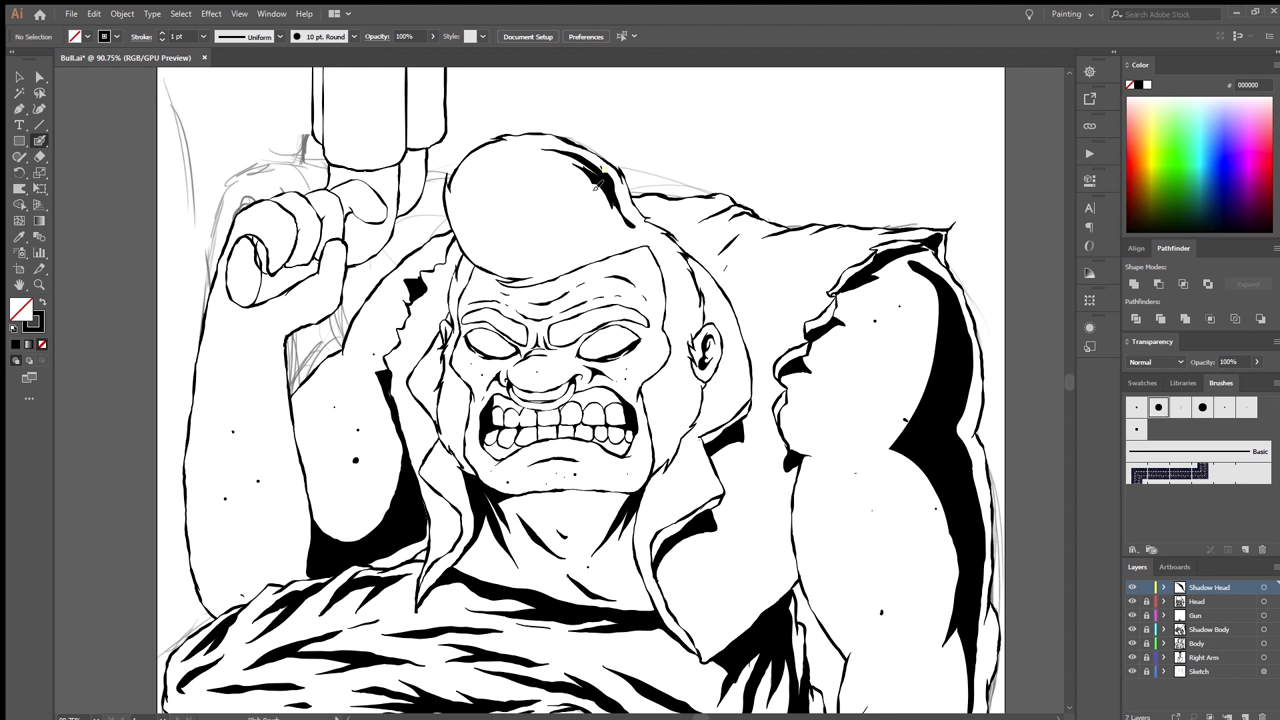 Ai File Edit Object Type Select Effect View Window Help Painting Search Adobe Stock
No Selection Stroke: 1 pt Uniform 10 pt. Round Opacity: 100% Style: Document Setup Preferences
Bull.ai* @ 90.75% (RGB/GPU Preview) ×
Color
# 000000
Align Pathfinder
Shape Modes:
Expand
Pathfinders:
Transparency
Normal Opacity: 100%
Swatches Libraries Brushes
Basic
Layers Artboards
Shadow Head
Head
Gun
Shadow Body
Body
Right Arm
Sketch
7 Layers